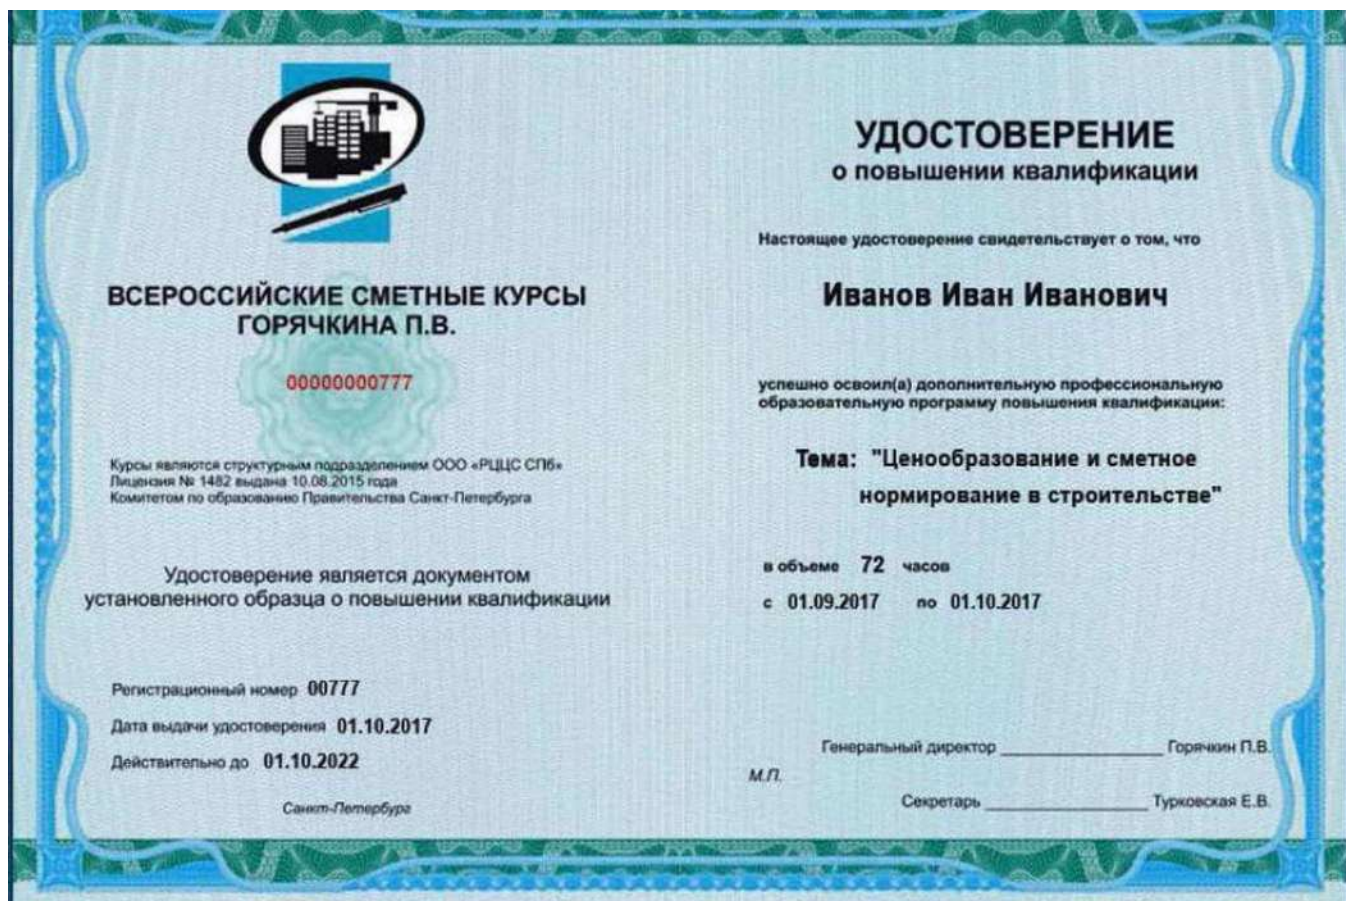 ВСЕРОССИЙСКИЕ СМЕТНЫЕ КУРСЫ
ГОРЯЧКИНА П.В.
00000000777
Курсы являются структурным подразделением ООО «РЦЦС СПб»
Лицензия № 1482 выдана 10.08.2015 года
Комитетом по образованию Правительства Санкт-Петербурга
Удостоверение является документом
установленного образца о повышении квалификации
Регистрационный номер 00777
Дата выдачи удостоверения 01.10.2017
Действительно до 01.10.2022
Санкт-Петербург
УДОСТОВЕРЕНИЕ
о повышении квалификации
Настоящее удостоверение свидетельствует о том, что
Иванов Иван Иванович
успешно освоил(а) дополнительную профессиональную
образовательную программу повышения квалификации:
Тема: "Ценообразование и сметное
нормирование в строительстве"
в объеме 72 часов
с 01.09.2017 по 01.10.2017
Генеральный директор ____________________ Горячкин П.В.
М.П.
Секретарь ____________________ Турковская Е.В.